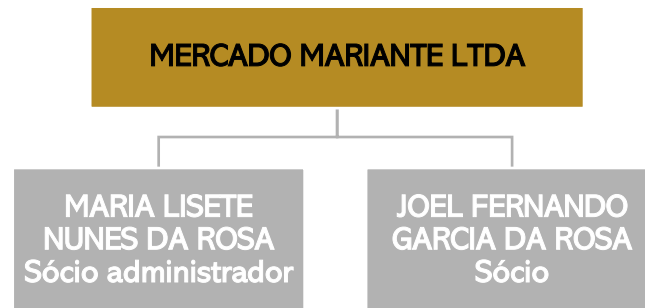 MERCADO MARIANTE LTDA
MARIA LISETE
NUNES DA ROSA
Sócio administrador
JOEL FERNANDO
GARCIA DA ROSA
Sócio